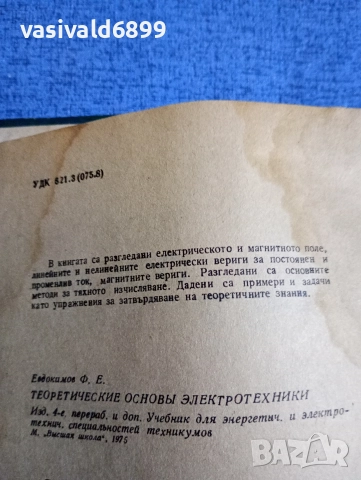 vasivald6899
УДК 621.3(075.8)
В книгата са разгледани електрическото и магнитното поле,
линейните и нелинейните електрически вериги за постоянен и
променлив ток, магнитните вериги. Разгледани са основните
методи за тяхното изчисляване. Дадени са примери и задачи
като упражнения за затвърдяване на теоретичните знания.
Евдокимов Ф. Е.
ТЕОРЕТИЧЕСКИЕ ОСНОВЫ ЭЛЕКТРОТЕХНИКИ
Изд. 4-е, перераб. и доп. Учебник для энергетич. и электро-
технич. специальностей техникумов
М. „Высшая школа", 1975
bazar.bg